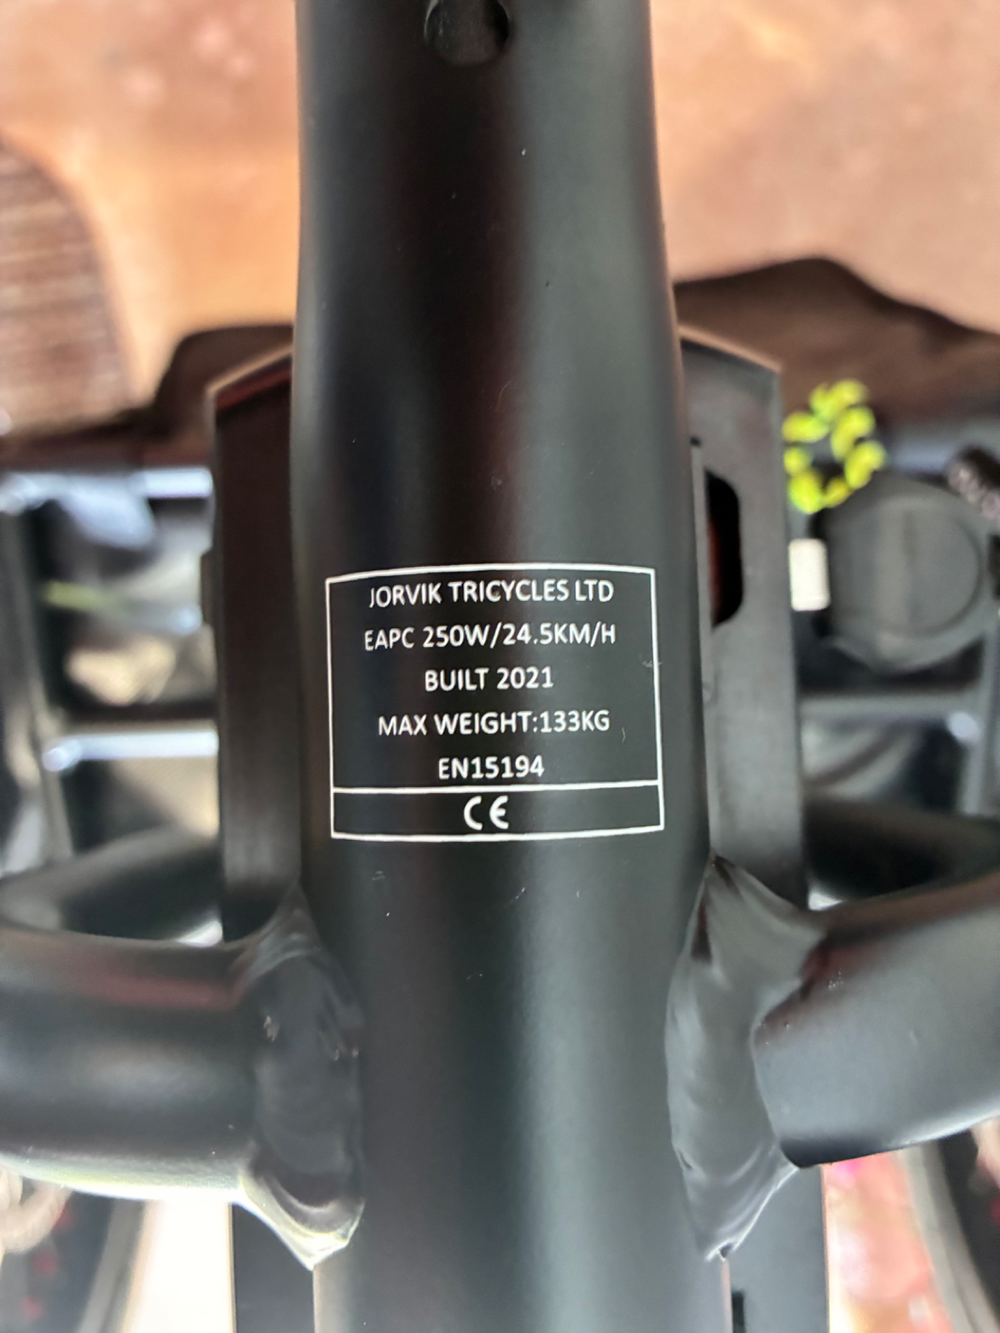 JORVIK TRICYCLES LTD
EAPC 250W/24.5KM/H
BUILT 2021
MAX WEIGHT:133KG
EN15194
CE